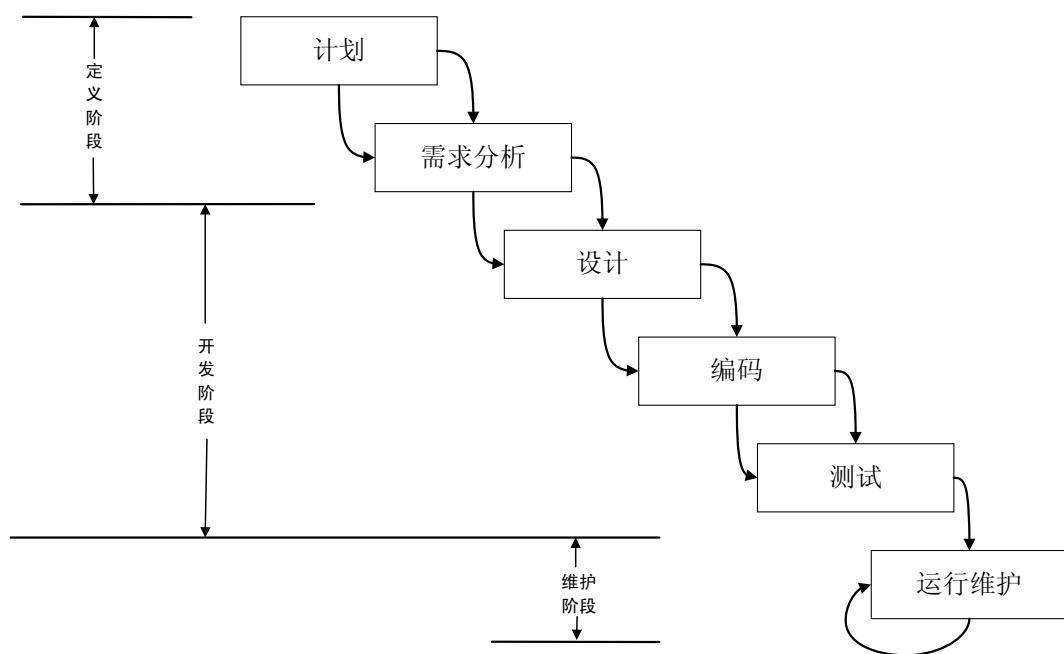 计划
定
义
阶
段
需求分析
设计
开
发
阶
段
编码
测试
维护
阶段
运行维护